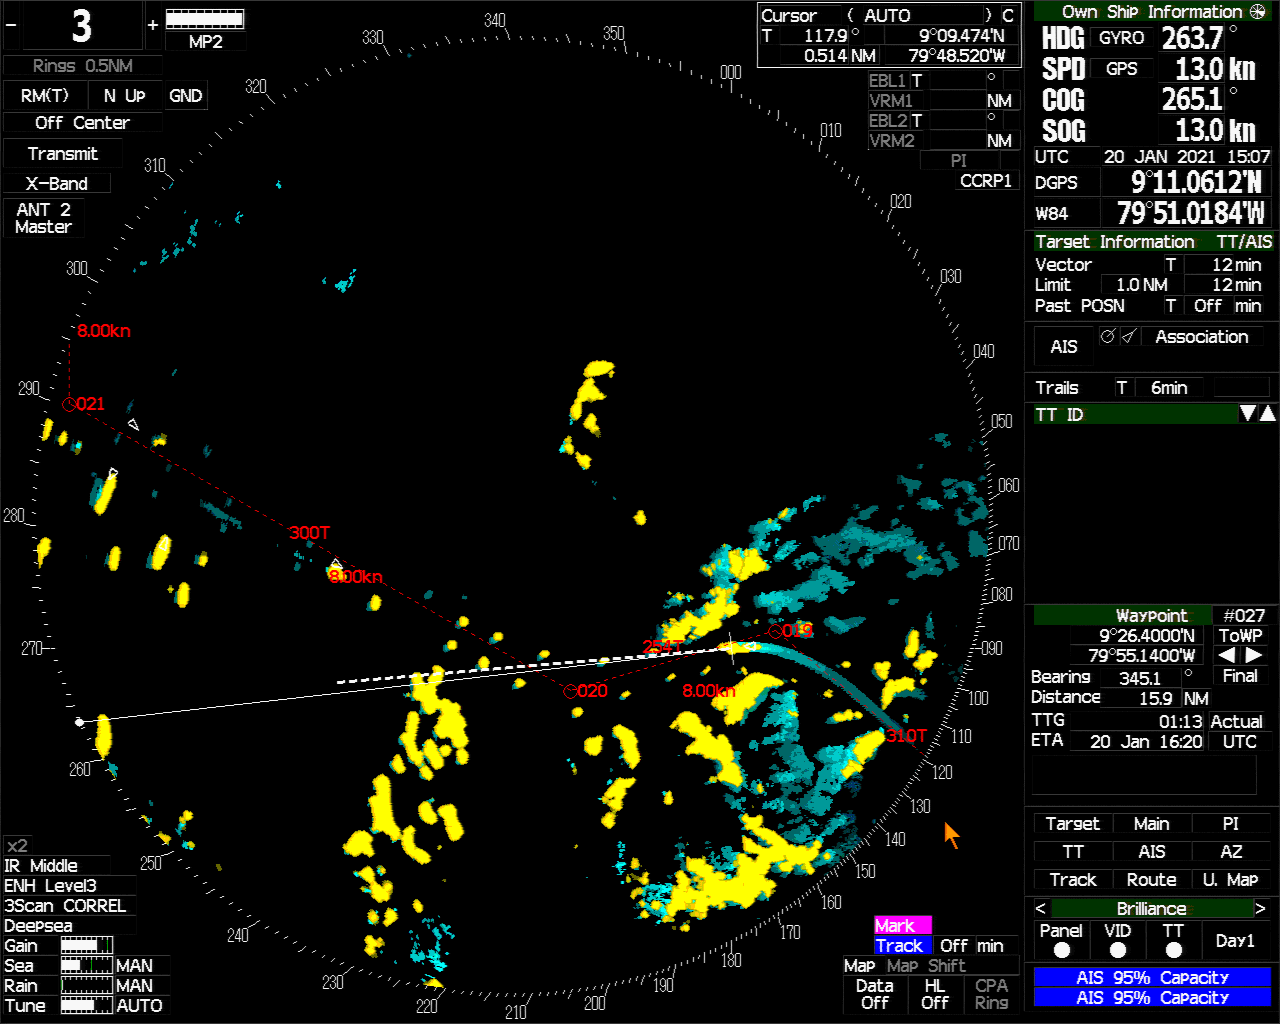 − 3 +
MP2
Rings 0.5NM
RM(T) N Up GND
Off Center
Transmit
X-Band
ANT 2
Master
Cursor ( AUTO ) C
T 117.9° 9°09.474'N
0.514 NM 79°48.520'W
EBL1 T °
VRM1 NM
EBL2 T °
VRM2 NM
PI
CCRP1
340
350
330
000
320
010
310
020
300
030
040
290
050
280
060
070
080
270
090
100
260
110
120
130
250
140
150
240
160
170
230
180
220
190
210
200
8.00kn
021
300T
8.00kn
254T
019
020
8.00kn
310T
Own Ship Information
HDG GYRO 263.7°
SPD GPS 13.0 kn
COG 265.1°
SOG 13.0 kn
UTC 20 JAN 2021 15:07
DGPS 9°11.0612'N
W84 79°51.0184'W
Target Information TT/AIS
Vector T 12 min
Limit 1.0 NM 12 min
Past POSN T Off min
AIS Association
Trails T 6min
TT ID
Waypoint #027
9°26.4000'N ToWP
79°55.1400'W
Bearing 345.1° Final
Distance 15.9 NM
TTG 01:13 Actual
ETA 20 Jan 16:20 UTC
Target Main PI
TT AIS AZ
Track Route U. Map
< Brilliance >
Panel VID TT Day1
AIS 95% Capacity
AIS 95% Capacity
x2
IR Middle
ENH Level3
3Scan CORREL
Deepsea
Gain
Sea MAN
Rain MAN
Tune AUTO
Mark
Track Off min
Map Map Shift
Data Off HL Off CPA Ring